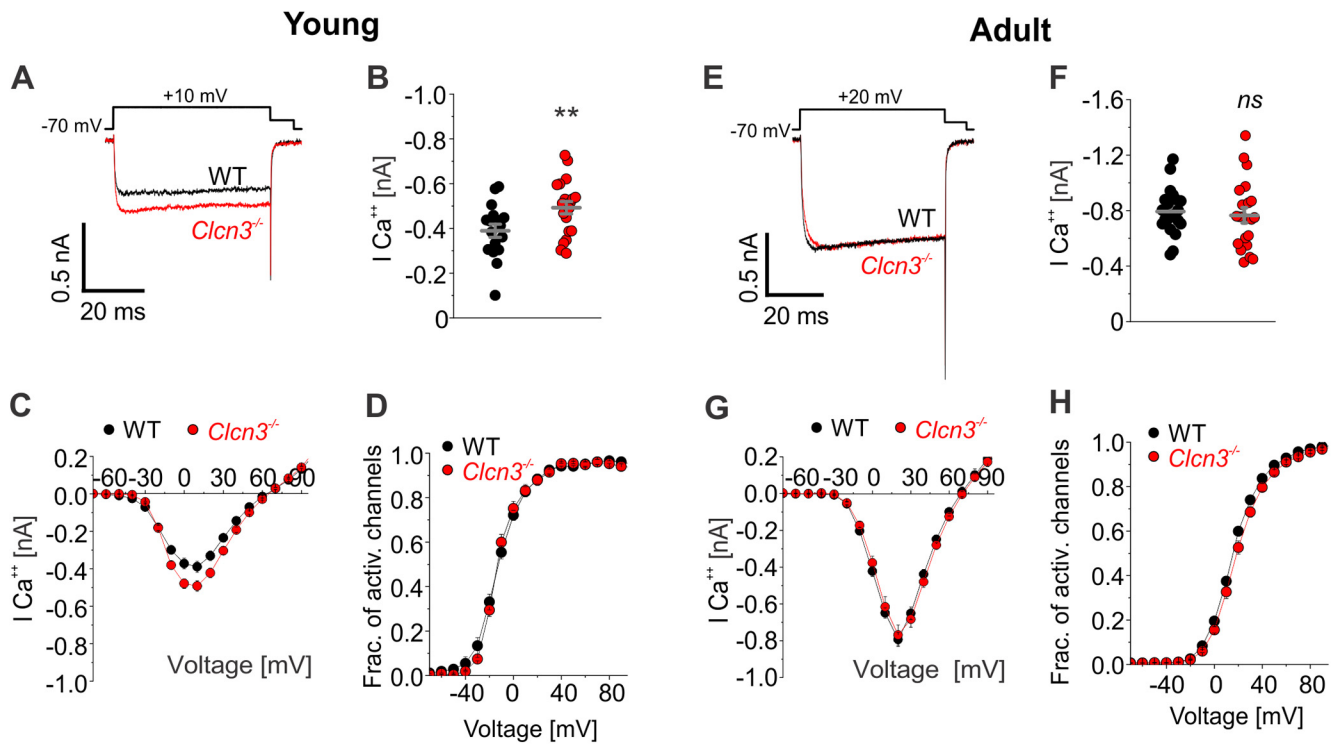 Young
Adult
A
+10 mV
-70 mV
WT
Clcn3-/-
0.5 nA
20 ms
B
I Ca++ [nA]
-1.0
-0.8
-0.6
-0.4
-0.2
0
**
E
+20 mV
-70 mV
WT
Clcn3-/-
0.5 nA
20 ms
F
I Ca++ [nA]
-1.6
-1.2
-0.8
-0.4
0
ns
C
WT Clcn3-/-
0.2
0.0
-0.2
-0.4
-0.6
-0.8
-1.0
-60 -30 0 30 60 90
I Ca++ [nA]
Voltage [mV]
D
WT
Clcn3-/-
Frac. of activ. channels
1.0
0.8
0.6
0.4
0.2
0.0
-40 0 40 80
Voltage [mV]
G
WT Clcn3-/-
0.2
0.0
-0.2
-0.4
-0.6
-0.8
-1.0
-60 -30 0 30 60 90
I Ca++ [nA]
Voltage [mV]
H
WT
Clcn3-/-
Frac. of activ. channels
1.0
0.8
0.6
0.4
0.2
0.0
-40 0 40 80
Voltage [mV]